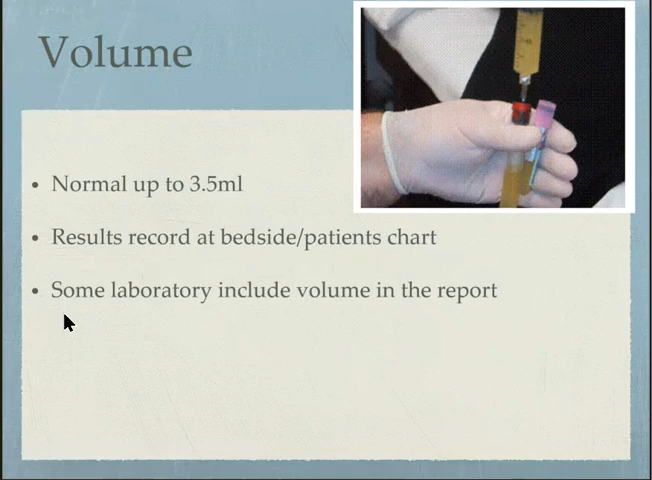 Volume
Normal up to 3.5ml
Results record at bedside/patients chart
Some laboratory include volume in the report